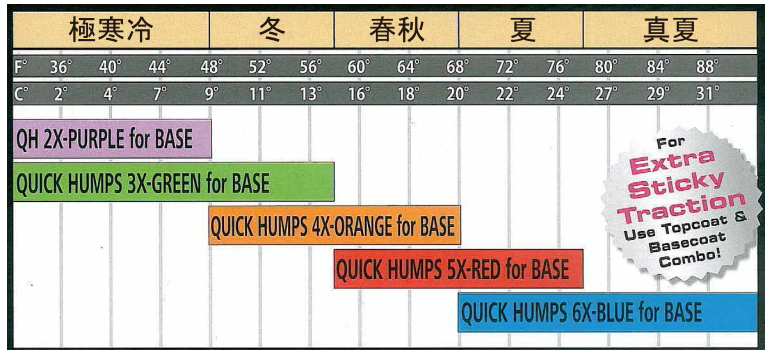 極寒冷 冬 春秋 夏 真夏
F° 36° 40° 44° 48° 52° 56° 60° 64° 68° 72° 76° 80° 84° 88°
C° 2° 4° 7° 9° 11° 13° 16° 18° 20° 22° 24° 27° 29° 31°
QH 2X-PURPLE for BASE
QUICK HUMPS 3X-GREEN for BASE
QUICK HUMPS 4X-ORANGE for BASE
QUICK HUMPS 5X-RED for BASE
QUICK HUMPS 6X-BLUE for BASE
For
Extra
Sticky
Traction
Use Topcoat &
Basecoat
Combo!